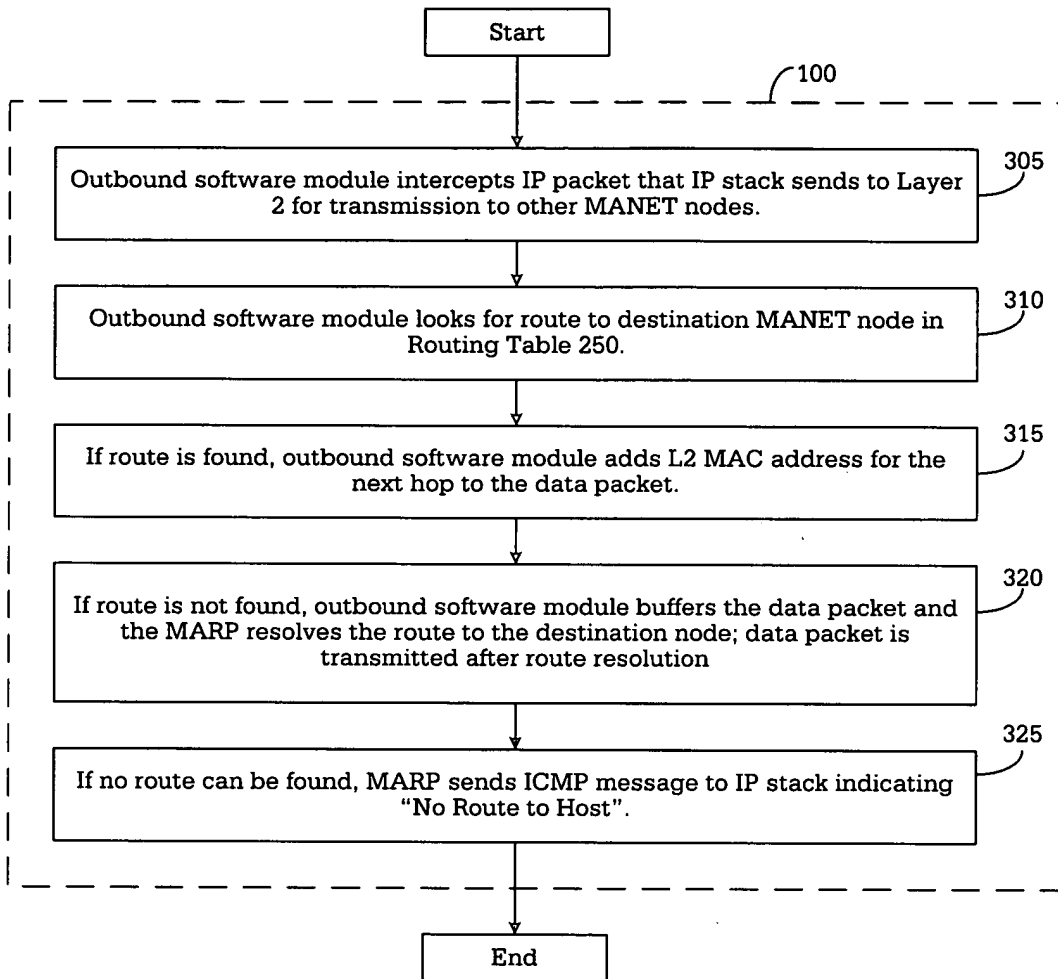 Start
100
Outbound software module intercepts IP packet that IP stack sends to Layer
2 for transmission to other MANET nodes.
305
Outbound software module looks for route to destination MANET node in
Routing Table 250.
310
If route is found, outbound software module adds L2 MAC address for the
next hop to the data packet.
315
If route is not found, outbound software module buffers the data packet and
the MARP resolves the route to the destination node; data packet is
transmitted after route resolution
320
If no route can be found, MARP sends ICMP message to IP stack indicating
“No Route to Host”.
325
End